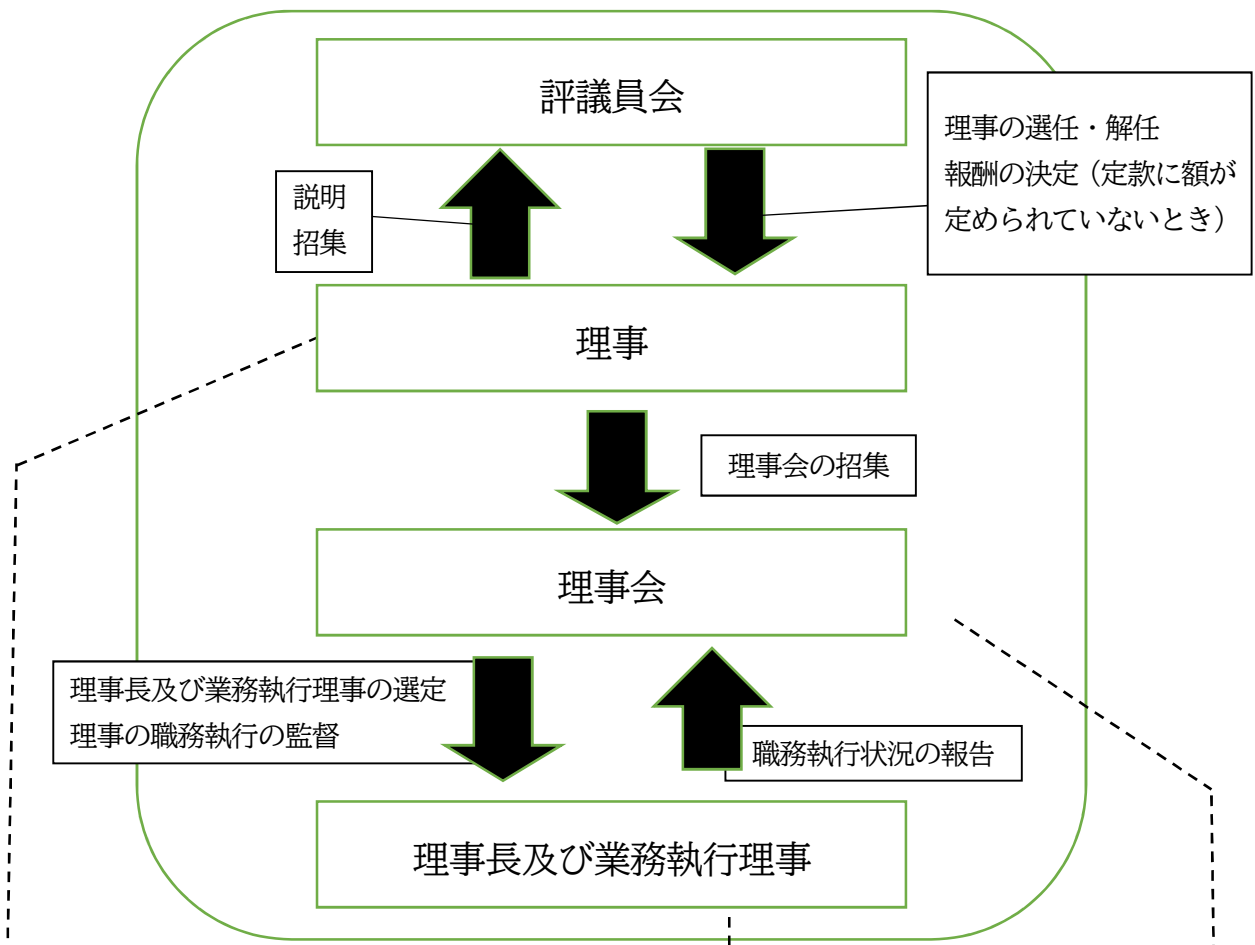 評議員会
説明
招集
理事の選任・解任
報酬の決定（定款に額が
定められていないとき）
理事
理事会の招集
理事会
理事長及び業務執行理事の選定
理事の職務執行の監督
職務執行状況の報告
理事長及び業務執行理事